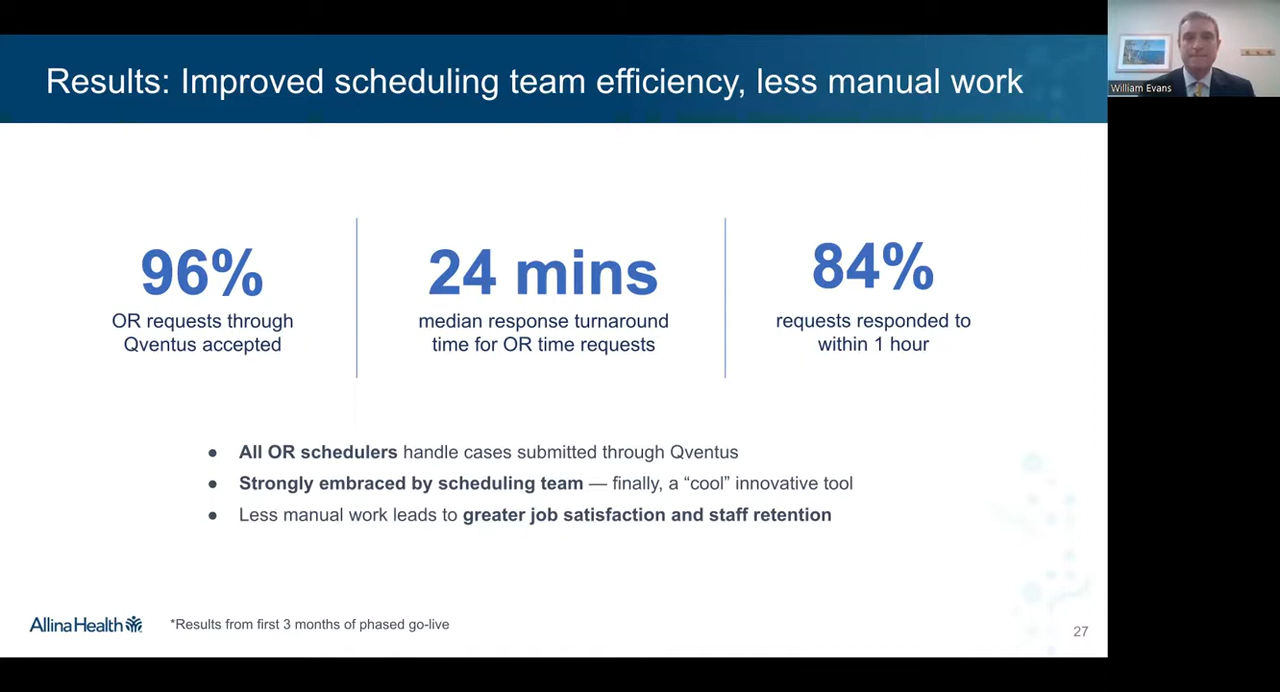 Results: Improved scheduling team efficiency, less manual work
William Evans
96%
OR requests through
Qventus accepted
24 mins
median response turnaround
time for OR time requests
84%
requests responded to
within 1 hour
● All OR schedulers handle cases submitted through Qventus
● Strongly embraced by scheduling team — finally, a “cool” innovative tool
● Less manual work leads to greater job satisfaction and staff retention
Allina Health
*Results from first 3 months of phased go-live
27